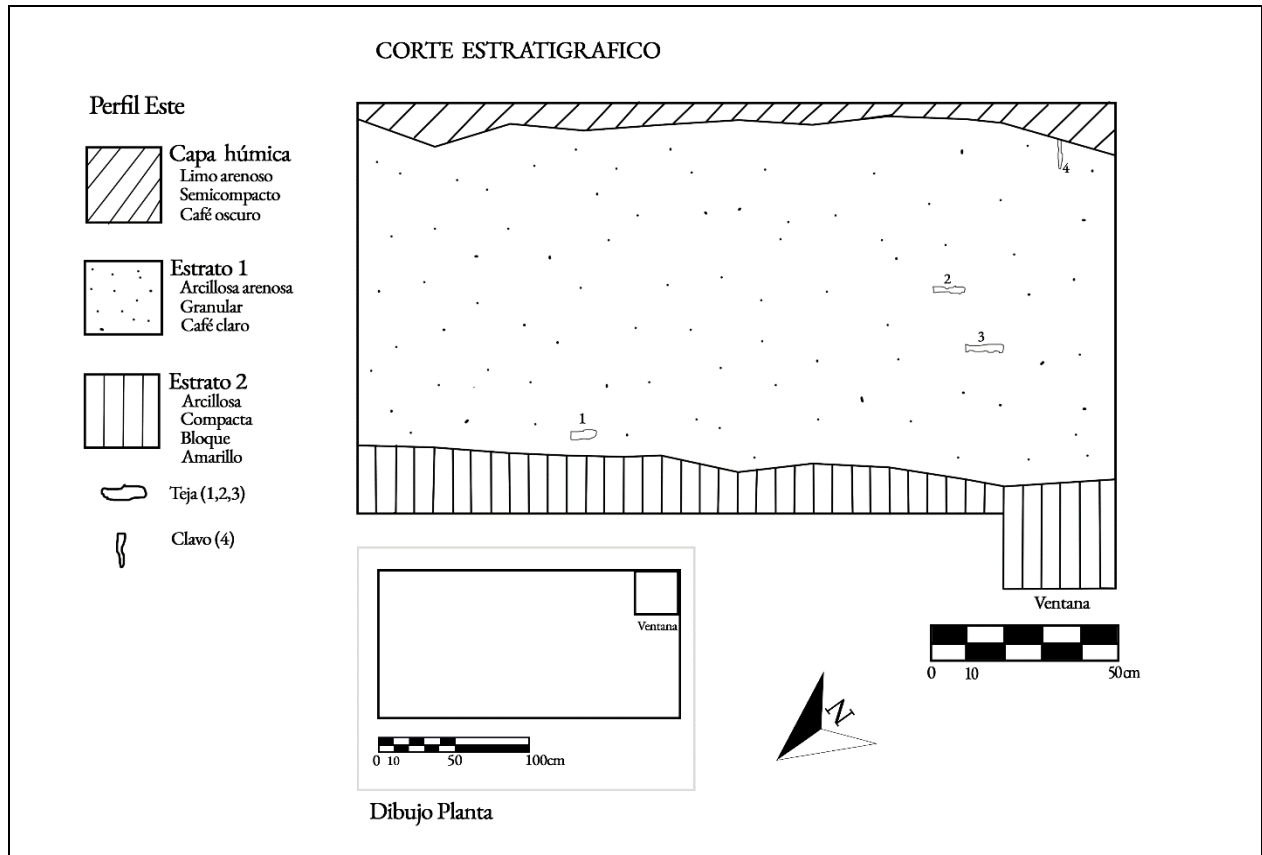 CORTE ESTRATIGRAFICO
Perfil Este
Capa húmica
Limo arenoso
Semicompacto
Café oscuro
Estrato 1
Arcillosa arenosa
Granular
Café claro
Estrato 2
Arcillosa
Compacta
Bloque
Amarillo
Teja (1,2,3)
Clavo (4)
4
2
3
1
Ventana
0 10 50 cm
Ventana
0 10 50 100cm
N
Dibujo Planta